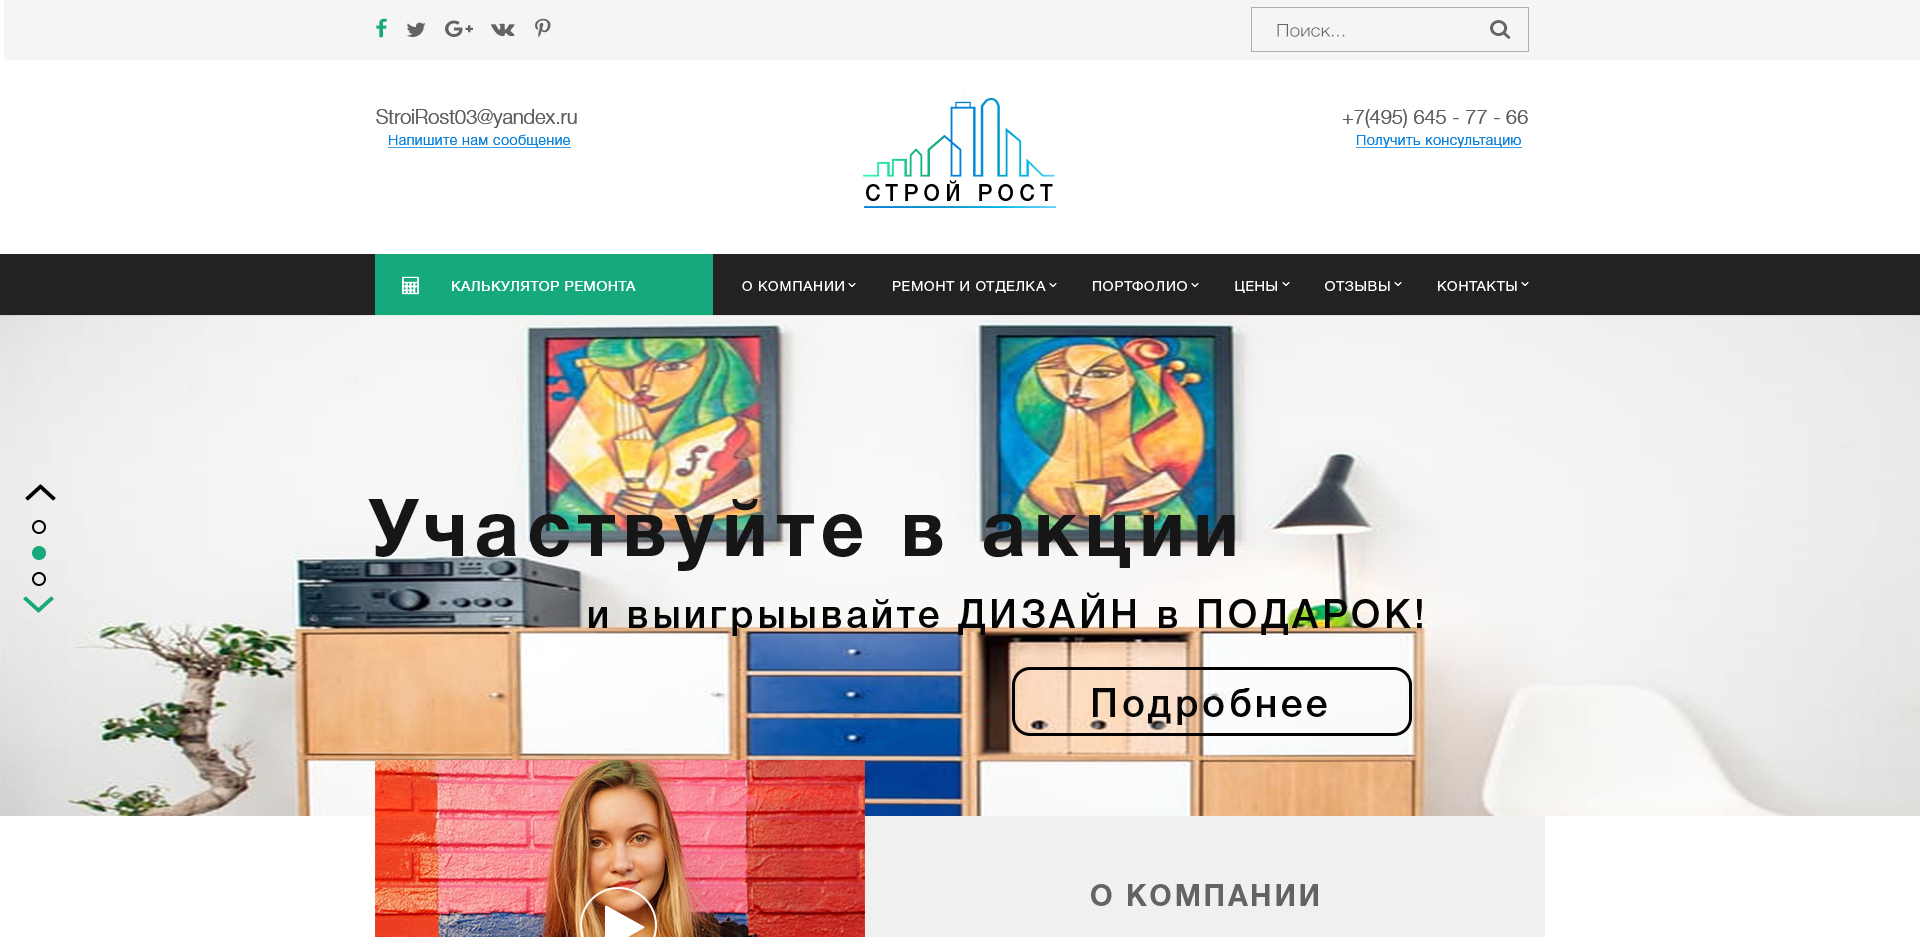 Поиск...
StroiRost03@yandex.ru
Напишите нам сообщение
СТРОЙ РОСТ
+7(495) 645 - 77 - 66
Получить консультацию
КАЛЬКУЛЯТОР РЕМОНТА
О КОМПАНИИ
РЕМОНТ И ОТДЕЛКА
ПОРТФОЛИО
ЦЕНЫ
ОТЗЫВЫ
КОНТАКТЫ
Участвуйте в акции
и выигрыывайте ДИЗАЙН в ПОДАРОК!
Подробнее
О КОМПАНИИ